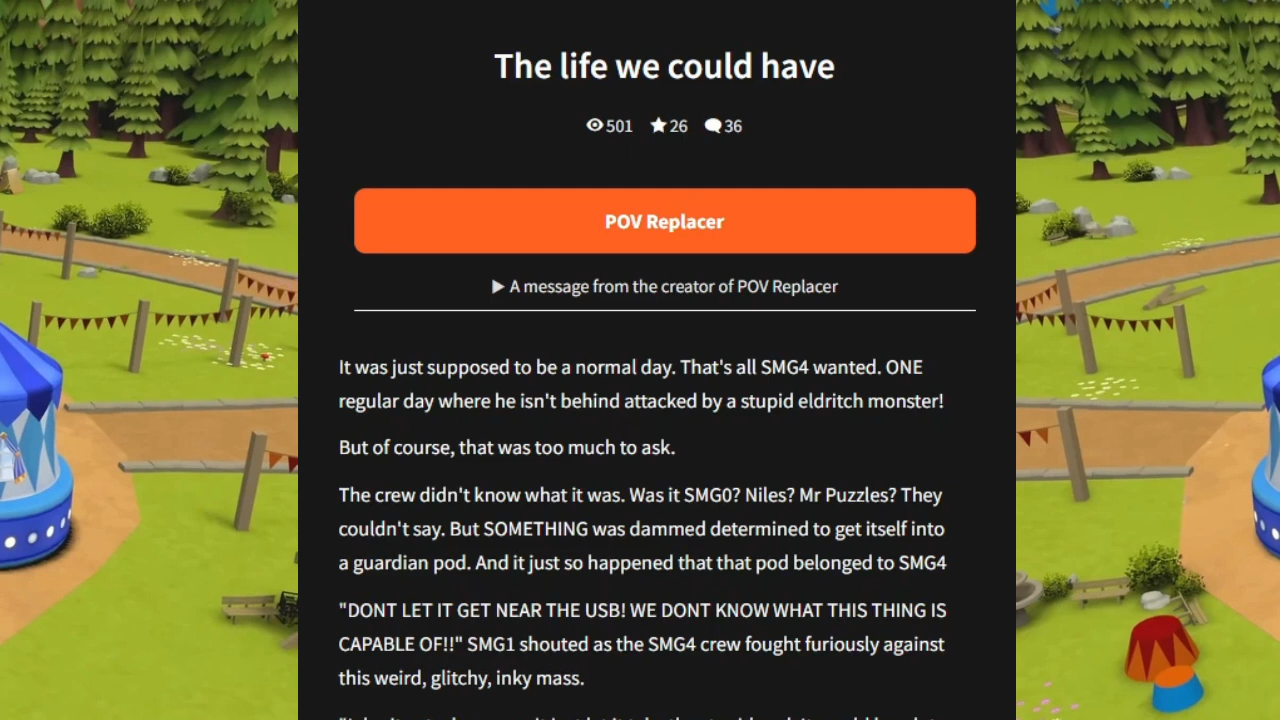 The life we could have
501 26 36
POV Replacer
▶ A message from the creator of POV Replacer
It was just supposed to be a normal day. That's all SMG4 wanted. ONE
regular day where he isn't behind attacked by a stupid eldritch monster!
But of course, that was too much to ask.
The crew didn't know what it was. Was it SMG0? Niles? Mr Puzzles? They
couldn't say. But SOMETHING was dammed determined to get itself into
a guardian pod. And it just so happened that that pod belonged to SMG4
"DONT LET IT GET NEAR THE USB! WE DONT KNOW WHAT THIS THING IS
CAPABLE OF!!" SMG1 shouted as the SMG4 crew fought furiously against
this weird, glitchy, inky mass.